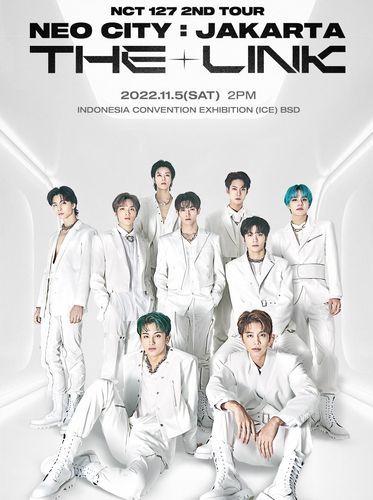 NCT 127 2ND TOUR
NEO CITY : JAKARTA
THE LINK
2022.11.5(SAT) 2PM
INDONESIA CONVENTION EXHIBITION (ICE) BSD